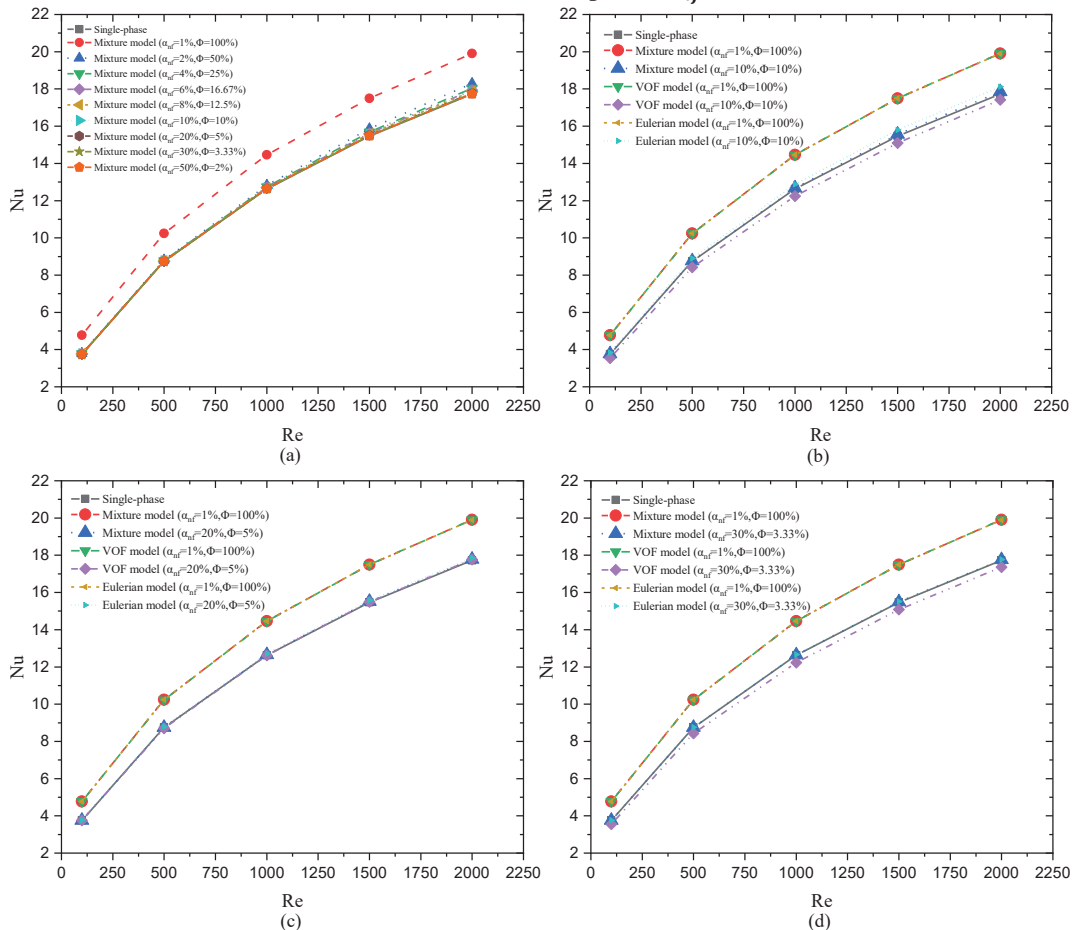 22
20
18
16
14
12
10
8
6
4
2
Nu
Single-phase
Mixture model (αnf=1%,Φ=100%)
Mixture model (αnf=2%,Φ=50%)
Mixture model (αnf=4%,Φ=25%)
Mixture model (αnf=6%,Φ=16.67%)
Mixture model (αnf=8%,Φ=12.5%)
Mixture model (αnf=10%,Φ=10%)
Mixture model (αnf=20%,Φ=5%)
Mixture model (αnf=30%,Φ=3.33%)
Mixture model (αnf=50%,Φ=2%)
0 250 500 750 1000 1250 1500 1750 2000 2250
Re
(a)
22
20
18
16
14
12
10
8
6
4
2
Nu
Single-phase
Mixture model (αnf=1%,Φ=100%)
Mixture model (αnf=10%,Φ=10%)
VOF model (αnf=1%,Φ=100%)
VOF model (αnf=10%,Φ=10%)
Eulerian model (αnf=1%,Φ=100%)
Eulerian model (αnf=10%,Φ=10%)
0 250 500 750 1000 1250 1500 1750 2000 2250
Re
(b)
22
20
18
16
14
12
10
8
6
4
2
Nu
Single-phase
Mixture model (αnf=1%,Φ=100%)
Mixture model (αnf=20%,Φ=5%)
VOF model (αnf=1%,Φ=100%)
VOF model (αnf=20%,Φ=5%)
Eulerian model (αnf=1%,Φ=100%)
Eulerian model (αnf=20%,Φ=5%)
0 250 500 750 1000 1250 1500 1750 2000 2250
Re
(c)
22
20
18
16
14
12
10
8
6
4
2
Nu
Single-phase
Mixture model (αnf=1%,Φ=100%)
Mixture model (αnf=30%,Φ=3.33%)
VOF model (αnf=1%,Φ=100%)
VOF model (αnf=30%,Φ=3.33%)
Eulerian model (αnf=1%,Φ=100%)
Eulerian model (αnf=30%,Φ=3.33%)
0 250 500 750 1000 1250 1500 1750 2000 2250
Re
(d)